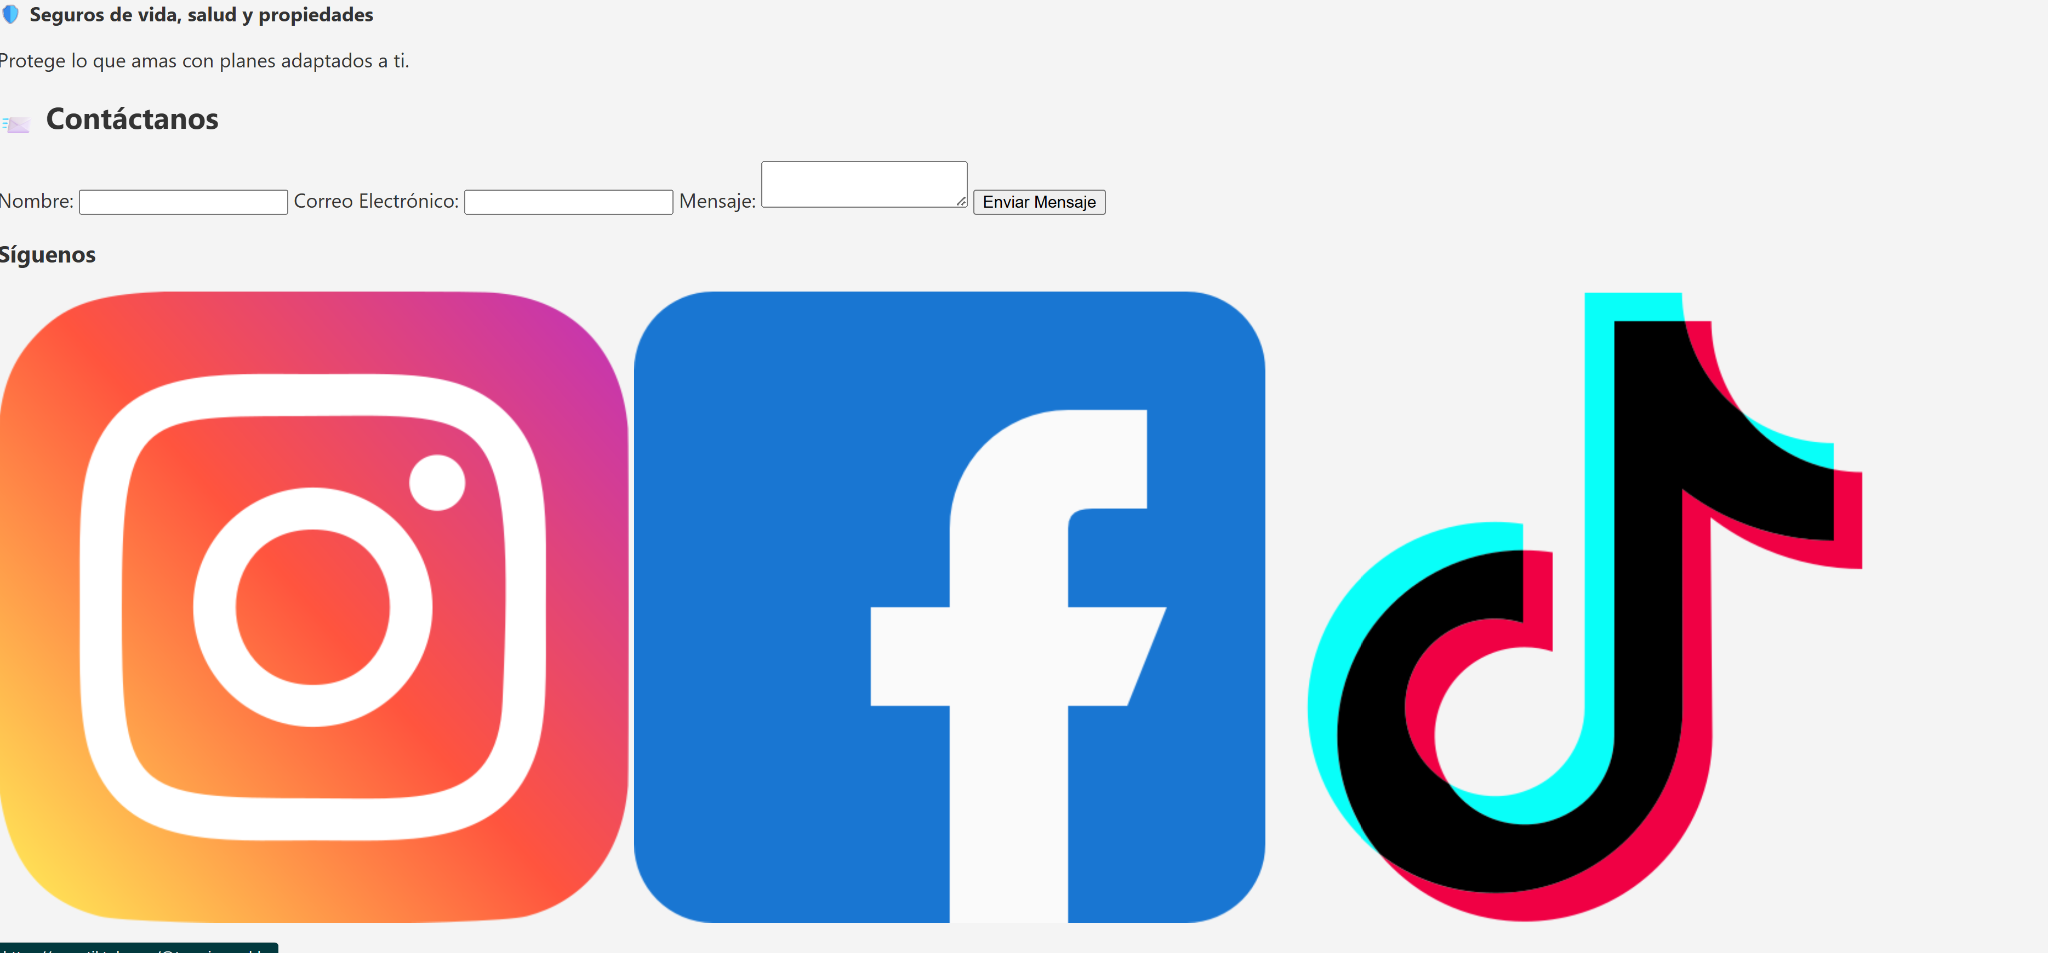 Seguros de vida, salud y propiedades
Protege lo que amas con planes adaptados a ti.
Contáctanos
Nombre: Correo Electrónico: Mensaje: Enviar Mensaje
Síguenos